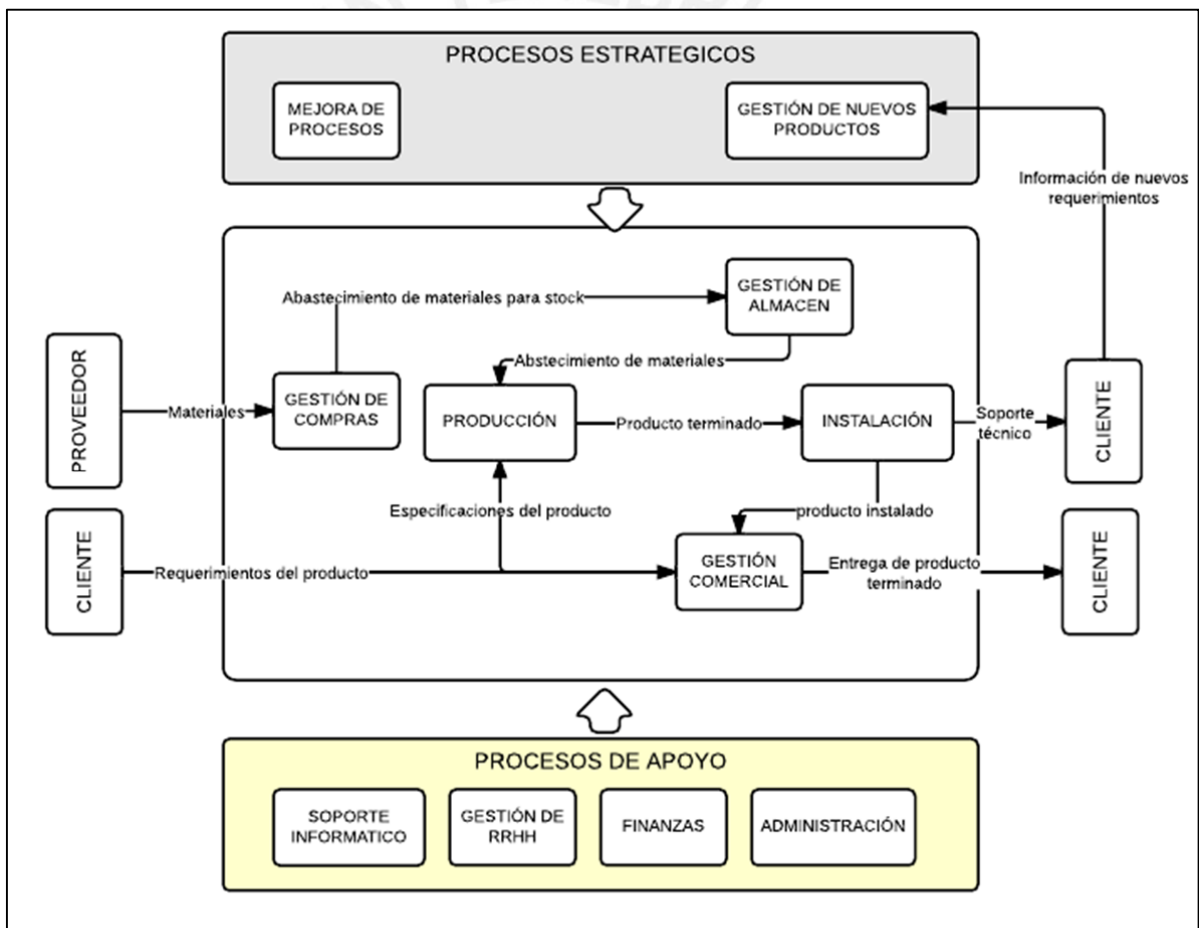 PROCESOS ESTRATEGICOS
MEJORA DE
PROCESOS
GESTIÓN DE NUEVOS
PRODUCTOS
Información de nuevos
requerimientos
GESTIÓN DE
ALMACEN
Abastecimiento de materiales para stock
Abstecimiento de materiales
PROVEEDOR
Materiales
GESTIÓN DE
COMPRAS
PRODUCCIÓN
Producto terminado
INSTALACIÓN
Soporte
técnico
CLIENTE
Especificaciones del producto
producto instalado
CLIENTE
Requerimientos del producto
GESTIÓN
COMERCIAL
Entrega de producto
terminado
CLIENTE
PROCESOS DE APOYO
SOPORTE
INFORMATICO
GESTIÓN DE
RRHH
FINANZAS
ADMINISTRACIÓN